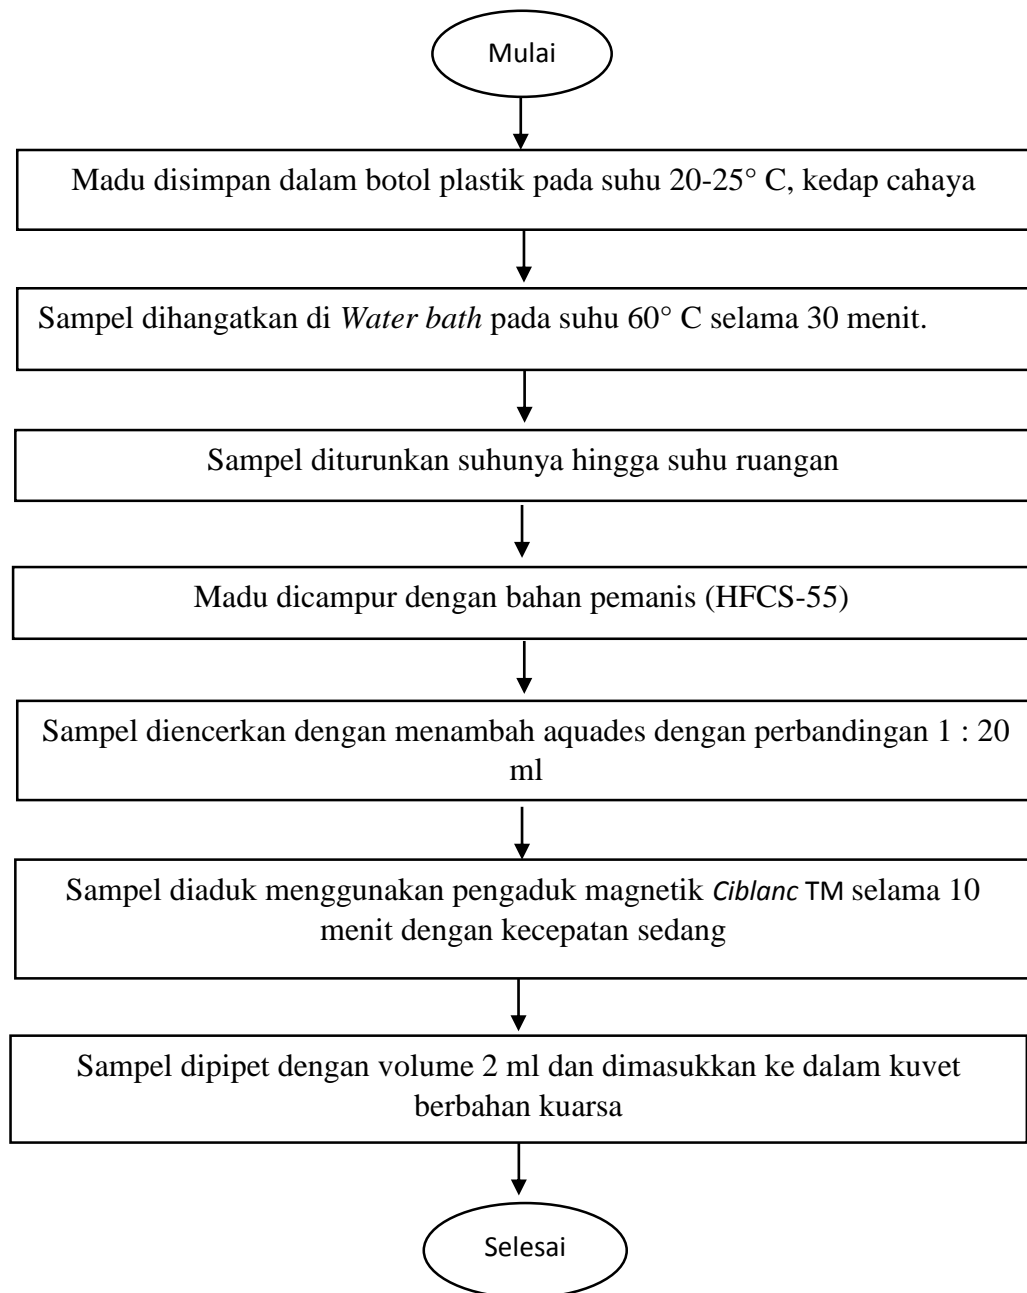 Mulai
Madu disimpan dalam botol plastik pada suhu 20-25° C, kedap cahaya
Sampel dihangatkan di Water bath pada suhu 60° C selama 30 menit.
Sampel diturunkan suhunya hingga suhu ruangan
Madu dicampur dengan bahan pemanis (HFCS-55)
Sampel diencerkan dengan menambah aquades dengan perbandingan 1 : 20
ml
Sampel diaduk menggunakan pengaduk magnetik Ciblanc TM selama 10
menit dengan kecepatan sedang
Sampel dipipet dengan volume 2 ml dan dimasukkan ke dalam kuvet
berbahan kuarsa
Selesai